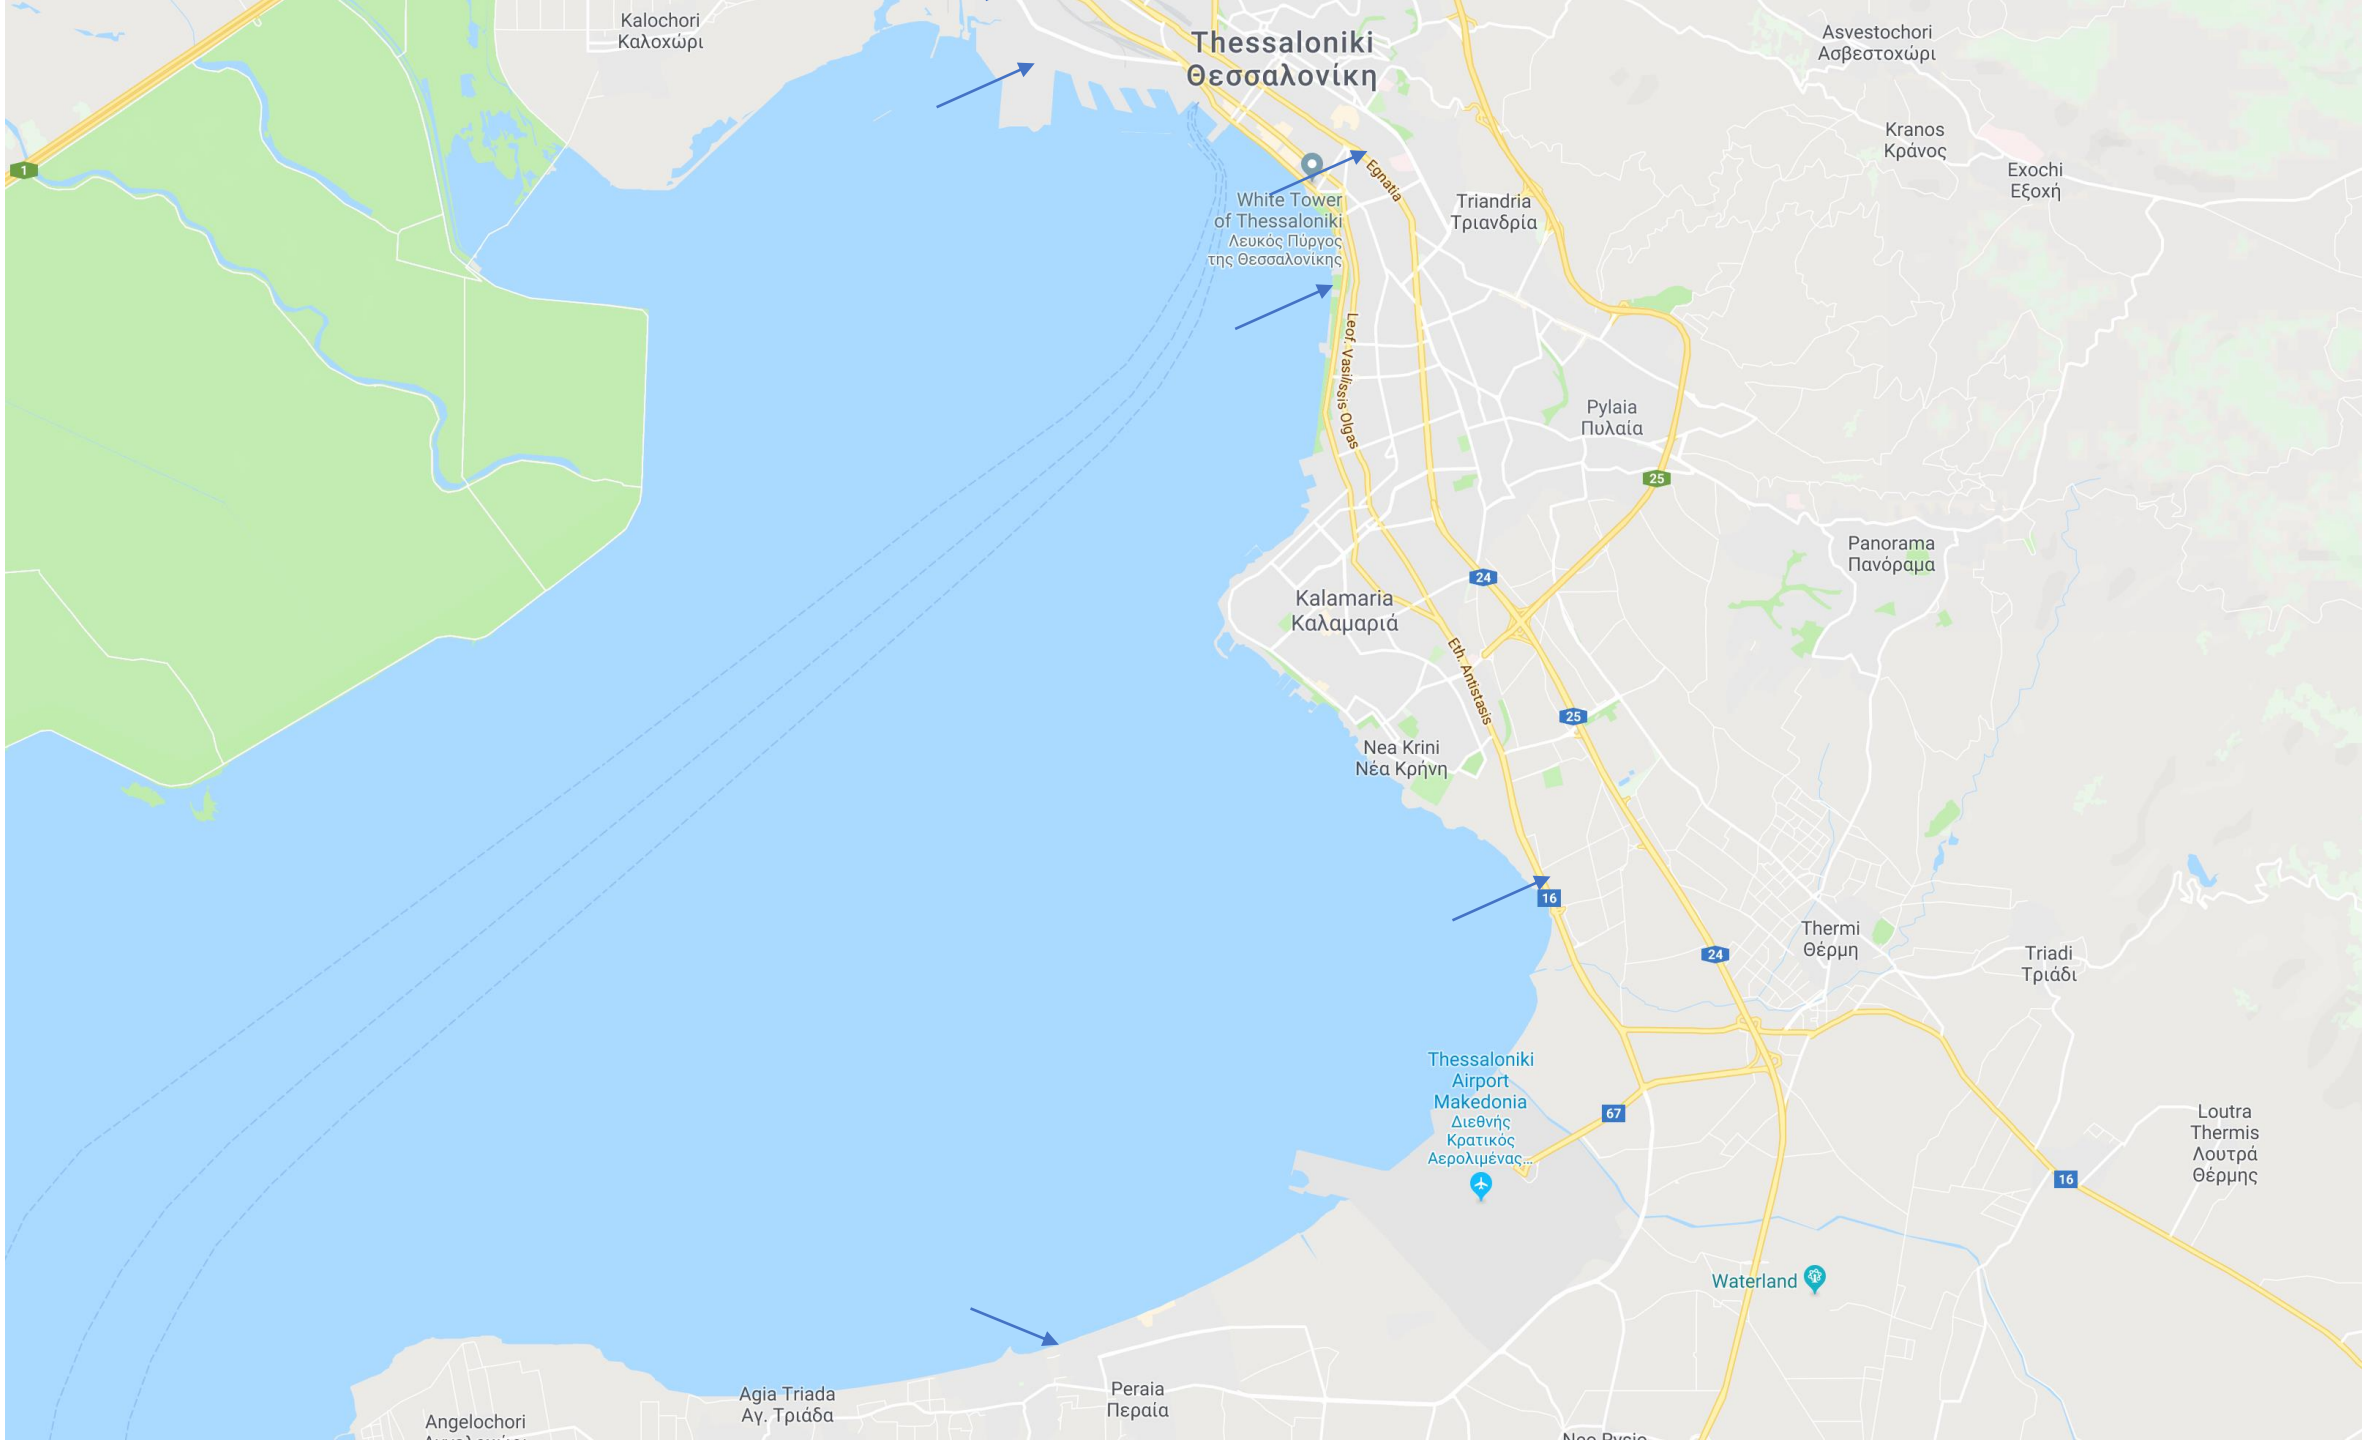 Kalochori
Καλοχώρι
Thessaloniki
Θεσσαλονίκη
Asvestochori
Ασβεστοχώρι
Kranos
Κράνος
Exochi
Εξοχή
1
Egnatia
White Tower
of Thessaloniki
Λευκός Πύργος
της Θεσσαλονίκης
Triandria
Τριανδρία
Leof. Vasilissis Olgas
Pylaia
Πυλαία
25
Panorama
Πανόραμα
24
Kalamaria
Καλαμαριά
Eth. Antistasis
25
Nea Krini
Νέα Κρήνη
16
Thermi
Θέρμη
24
Triadi
Τριάδι
Thessaloniki
Airport
Makedonia
Διεθνής
Κρατικός
Αερολιμένας...
67
Loutra
Thermis
Λουτρά
Θέρμης
16
Waterland
Agia Triada
Αγ. Τριάδα
Peraia
Περαία
Angelochori